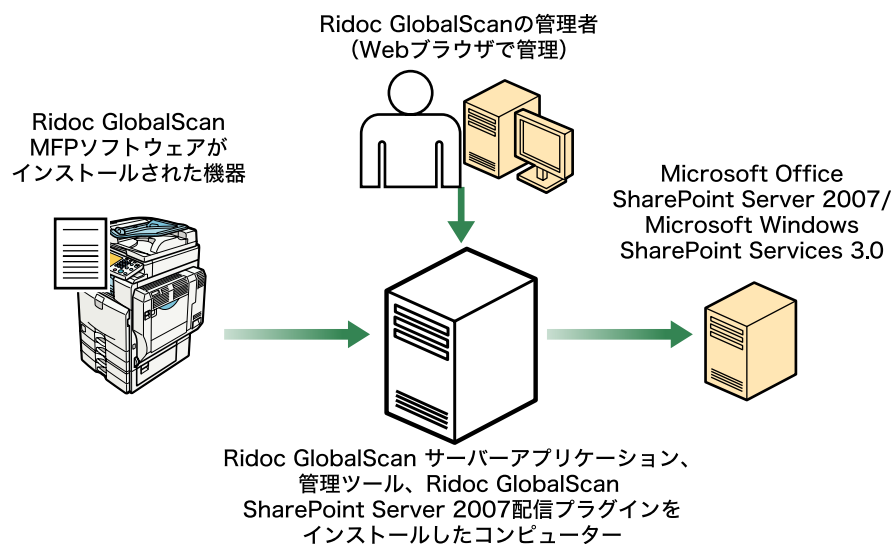 Ridoc GlobalScanの管理者
（Webブラウザで管理）
Ridoc GlobalScan
MFPソフトウェアが
インストールされた機器
Microsoft Office
SharePoint Server 2007/
Microsoft Windows
SharePoint Services 3.0
Ridoc GlobalScan サーバーアプリケーション、
管理ツール、Ridoc GlobalScan
SharePoint Server 2007配信プラグインを
インストールしたコンピューター